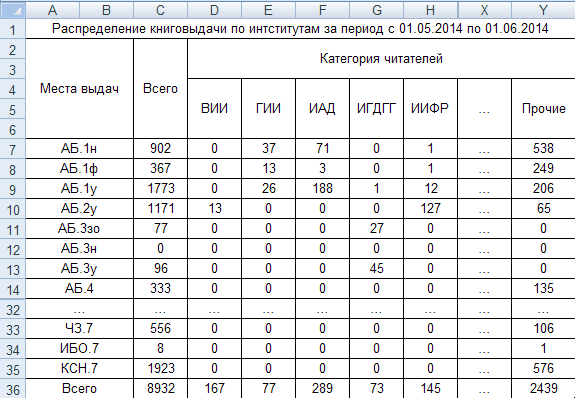 A B C D E F G H X Y
1 Распределение книговыдачи по интститутам за период с 01.05.2014 по 01.06.2014
2 Категория читателей
3
4 Места выдач Всего
5 ВИИ ГИИ ИАД ИГДГГ ИИФР ... Прочие
6
7 АБ.1н 902 0 37 71 0 1 ... 538
8 АБ.1ф 367 0 13 3 0 1 ... 249
9 АБ.1у 1773 0 26 188 1 12 ... 206
10 АБ.2у 1171 13 0 0 0 127 ... 65
11 АБ.3зо 77 0 0 0 27 0 ... 0
12 АБ.3н 0 0 0 0 0 0 ... 0
13 АБ.3у 96 0 0 0 45 0 ... 0
14 АБ.4 333 0 0 0 0 0 ... 135
32 ... ... ... ... ... ... ... ... ...
33 ЧЗ.7 556 0 0 0 0 0 ... 106
34 ИБО.7 8 0 0 0 0 0 ... 1
35 КСН.7 1923 0 0 0 0 0 ... 576
36 Всего 8932 167 77 289 73 145 ... 2439